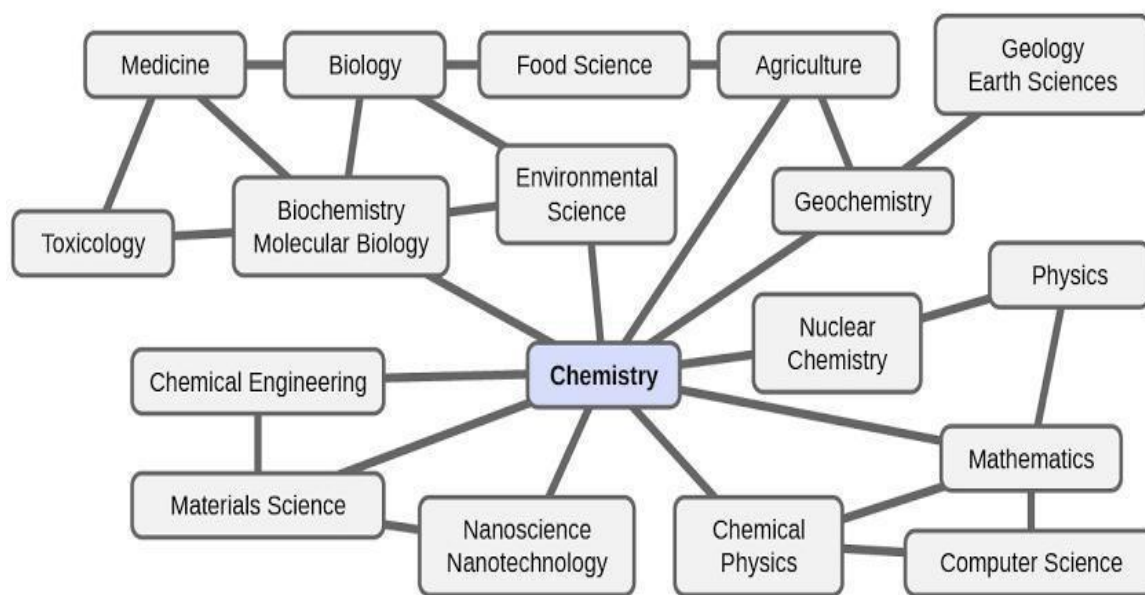 Medicine
Biology
Food Science
Agriculture
Geology
Earth Sciences
Environmental
Science
Geochemistry
Biochemistry
Molecular Biology
Toxicology
Physics
Nuclear
Chemistry
Chemistry
Chemical Engineering
Mathematics
Materials Science
Nanoscience
Nanotechnology
Chemical
Physics
Computer Science